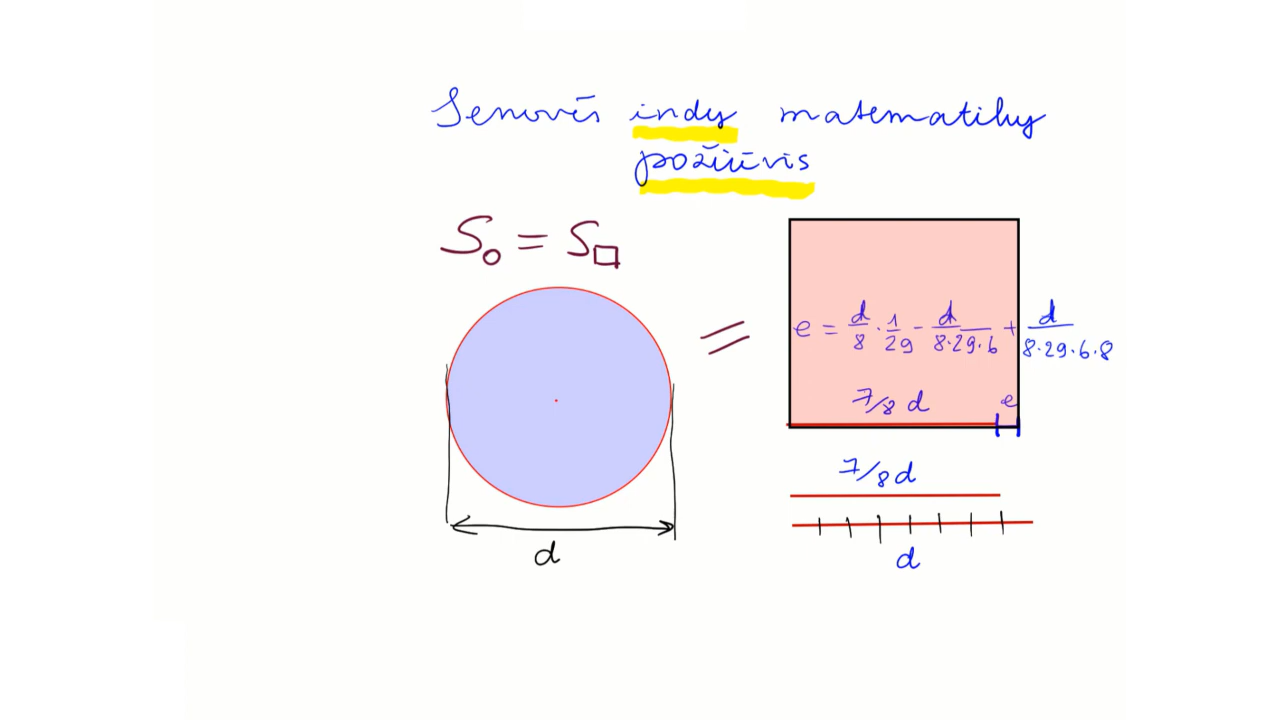 Senovės indų matematikų
požiūris
S○ = S□
=
e = d/8 · 1/29 - d/(8·29·6) + d/(8·29·6·8)
7/8 d
e
7/8 d
d
d